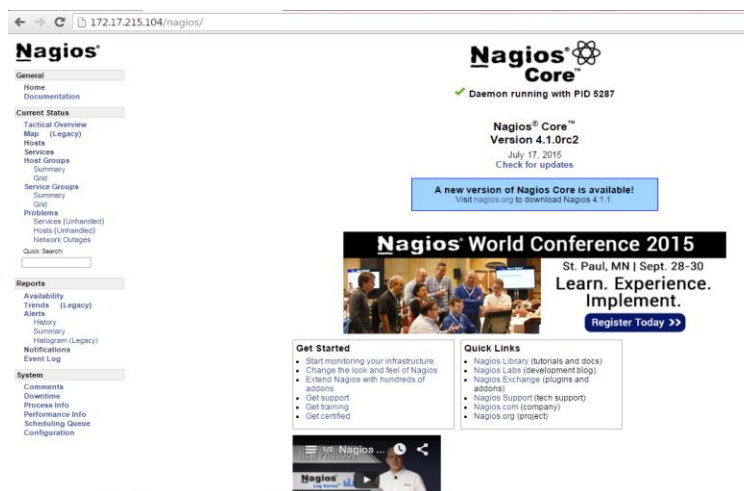 172.17.215.104/nagios/
Nagios®
General
Home
Documentation
Current Status
Tactical Overview
Map (Legacy)
Hosts
Services
Host Groups
Summary
Grid
Service Groups
Summary
Grid
Problems
Services (Unhandled)
Hosts (Unhandled)
Network Outages
Quick Search:
Reports
Availability
Trends (Legacy)
Alerts
History
Summary
Histogram (Legacy)
Notifications
Event Log
System
Comments
Downtime
Process Info
Performance Info
Scheduling Queue
Configuration
Nagios®
Core™
Daemon running with PID 5287
Nagios® Core™
Version 4.1.0rc2
July 17, 2015
Check for updates
A new version of Nagios Core is available!
Visit nagios.org to download Nagios 4.1.1.
Nagios® World Conference 2015
St. Paul, MN | Sept. 28-30
Learn. Experience.
Implement.
Register Today >>
Get Started
Start monitoring your infrastructure
Change the look and feel of Nagios
Extend Nagios with hundreds of
addons
Get support
Get training
Get certified
Quick Links
Nagios Library (tutorials and docs)
Nagios Labs (development blog)
Nagios Exchange (plugins and
addons)
Nagios Support (tech support)
Nagios.com (company)
Nagios.org (project)
Nagios ...
Nagios